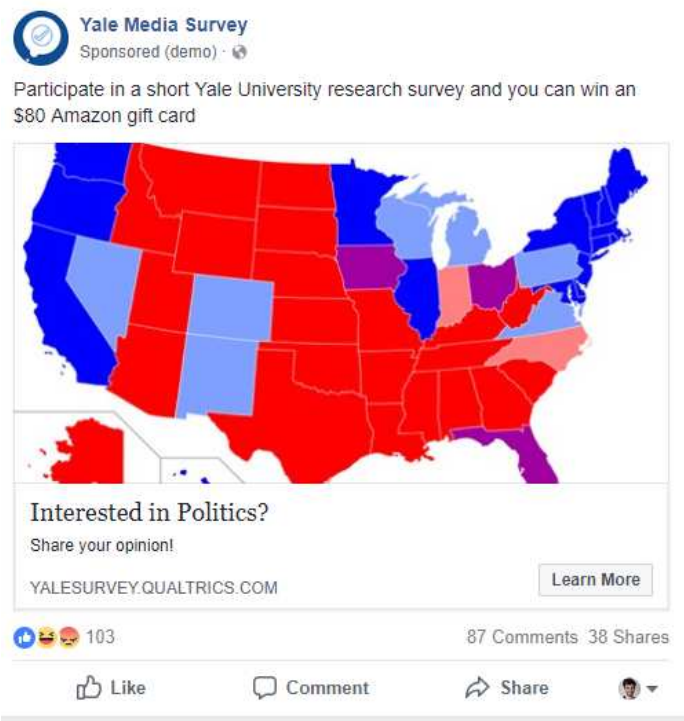 Yale Media Survey
Sponsored (demo) ·
Participate in a short Yale University research survey and you can win an
$80 Amazon gift card
Interested in Politics?
Share your opinion!
YALESURVEY.QUALTRICS.COM
Learn More
103
87 Comments 38 Shares
Like Comment Share